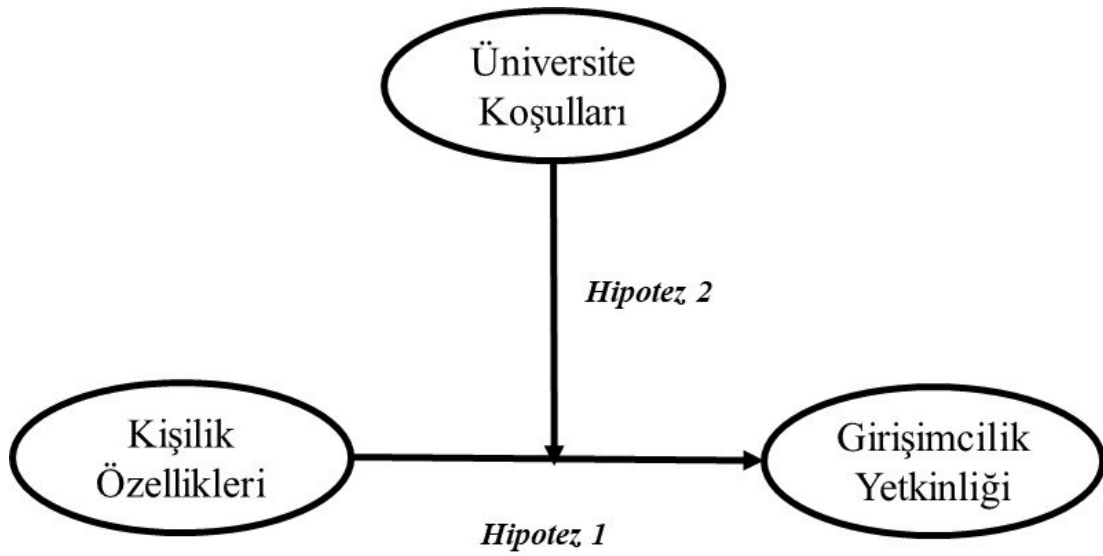 Üniversite
Koşulları
Hipotez 2
Kişilik
Özellikleri
Girişimcilik
Yetkinliği
Hipotez 1